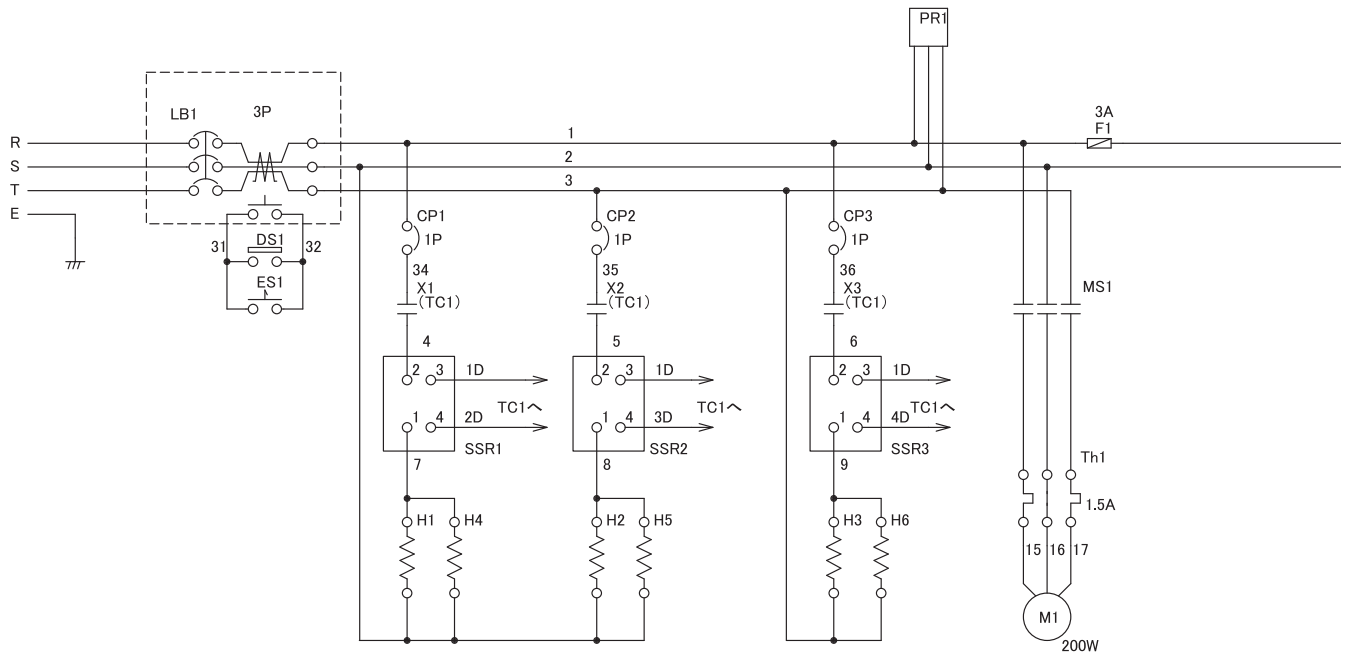 PR1
LB1 3P
3A
F1
R 1
S 2
T 3
E
CP1 CP2 CP3
1P 1P 1P
31 DS1 32
34 35 36
ES1 X1 X2 X3 MS1
(TC1) (TC1) (TC1)
4 5 6
2 3 1D 2 3 1D 2 3 1D
TC1へ TC1へ TC1へ
1 4 2D 1 4 3D 1 4 4D
SSR1 SSR2 SSR3
7 8 9 Th1
1.5A
H1 H4 H2 H5 H3 H6
15 16 17
M1
200W